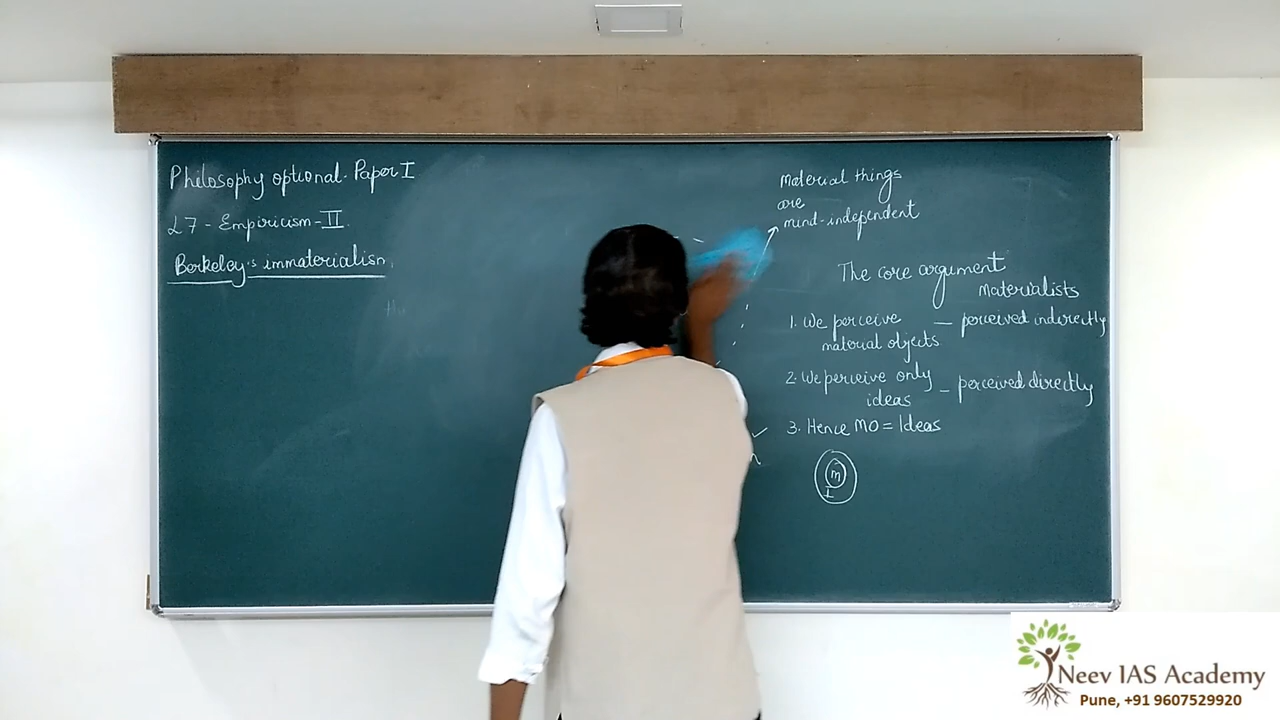 Philosophy optional - Paper I
L7 - Empiricism - II
Berkeley's immaterialism
Material things
are
mind-independent
The core argument
Materialists
1. We perceive — perceived indirectly
material objects
2. We perceive only — perceived directly
ideas
3. Hence MO = Ideas
m
I
Neev IAS Academy
Pune, +91 9607529920